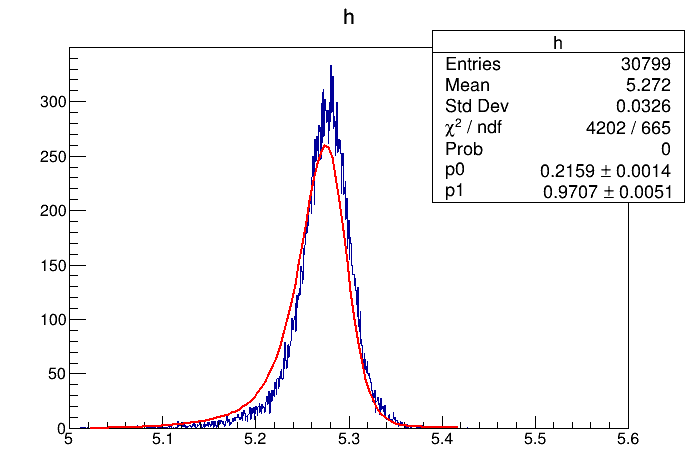 h
h
Entries 30799
Mean 5.272
Std Dev 0.0326
χ² / ndf 4202 / 665
Prob 0
p0 0.2159 ± 0.0014
p1 0.9707 ± 0.0051
300
250
200
150
100
50
0
5 5.1 5.2 5.3 5.4 5.5 5.6